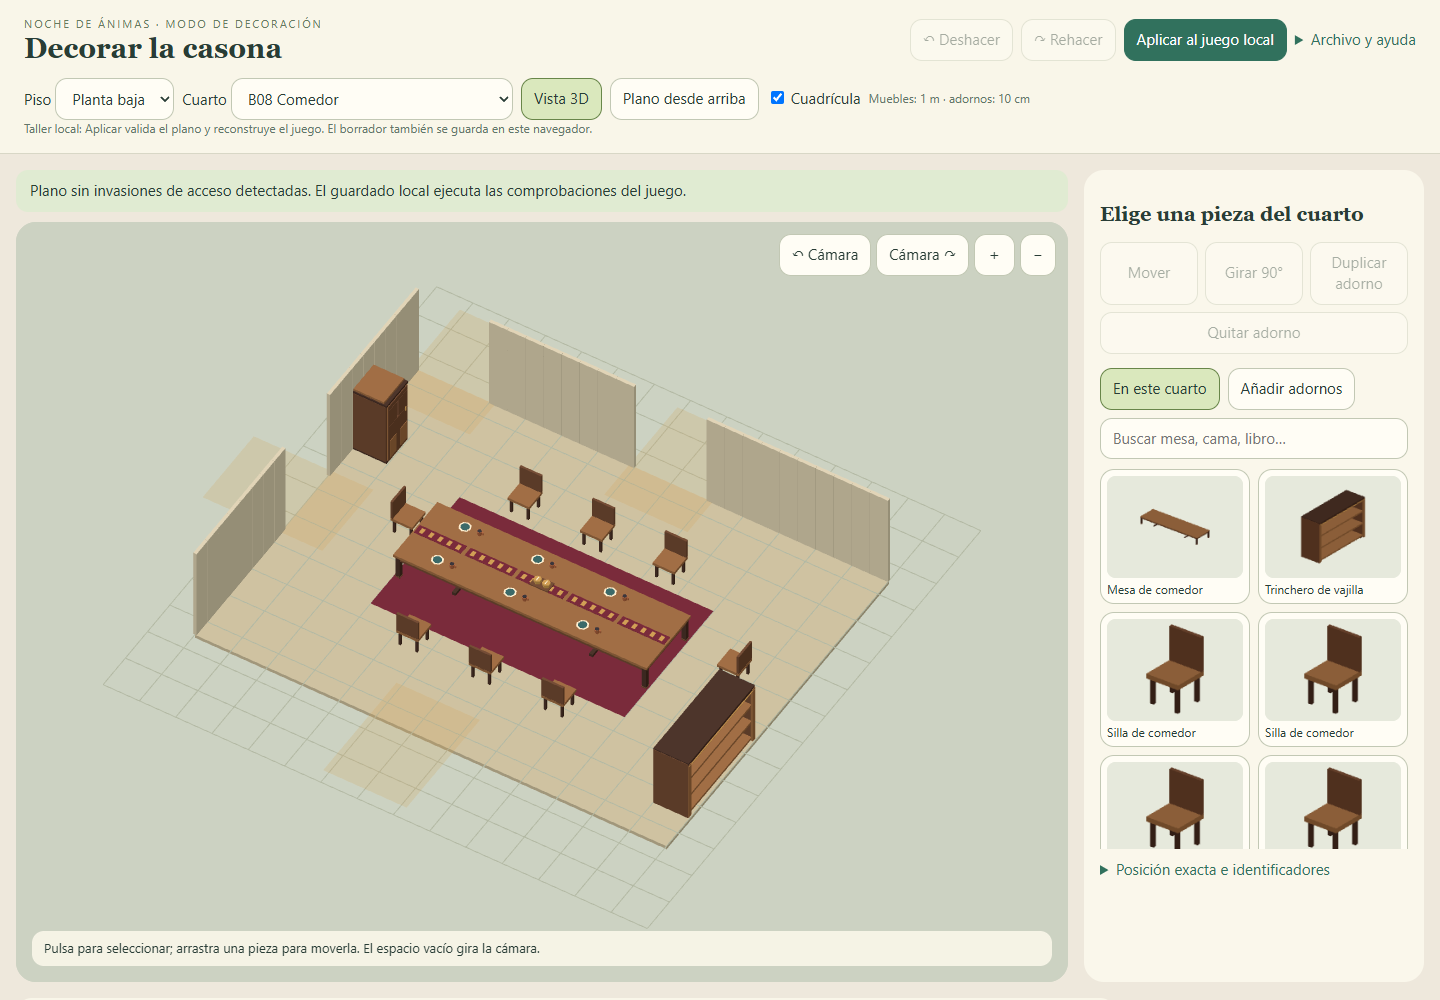 NOCHE DE ÁNIMAS · MODO DE DECORACIÓN
Decorar la casona
↶ Deshacer
↷ Rehacer
Aplicar al juego local
▶ Archivo y ayuda
Piso
Planta baja
Cuarto
B08 Comedor
Vista 3D
Plano desde arriba
Cuadrícula
Muebles: 1 m · adornos: 10 cm
Taller local: Aplicar valida el plano y reconstruye el juego. El borrador también se guarda en este navegador.
Plano sin invasiones de acceso detectadas. El guardado local ejecuta las comprobaciones del juego.
↶ Cámara
Cámara ↷
+
−
Pulsa para seleccionar; arrastra una pieza para moverla. El espacio vacío gira la cámara.
Elige una pieza del cuarto
Mover
Girar 90°
Duplicar
adorno
Quitar adorno
En este cuarto
Añadir adornos
Buscar mesa, cama, libro...
Mesa de comedor
Trinchero de vajilla
Silla de comedor
Silla de comedor
▶ Posición exacta e identificadores